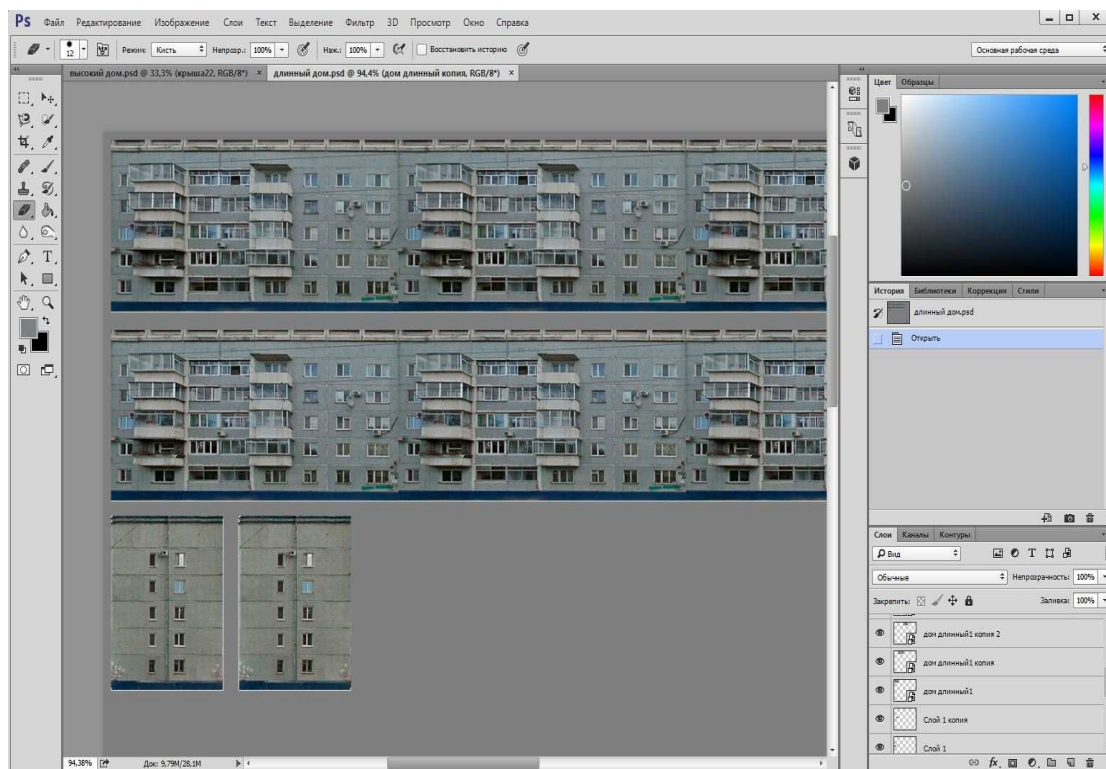 Ps Файл Редактирование Изображение Слои Текст Выделение Фильтр 3D Просмотр Окно Справка
12 Режим: Кисть Непрозр.: 100% Наж.: 100% Восстановить историю Основная рабочая среда
высокий дом.psd @ 33,3% (крыша22, RGB/8*) × длинный дом.psd @ 94,4% (дом длинный копия, RGB/8*) ×
Цвет Образцы
История Библиотеки Коррекция Стили
длинный дом.psd
Открыть
Слои Каналы Контуры
Вид
Обычные Непрозрачность: 100%
Закрепить: Заливка: 100%
дом длинный1 копия 2
дом длинный1 копия
дом длинный1
Слой 1 копия
Слой 1
94,38% Док: 9,79M/28,1M